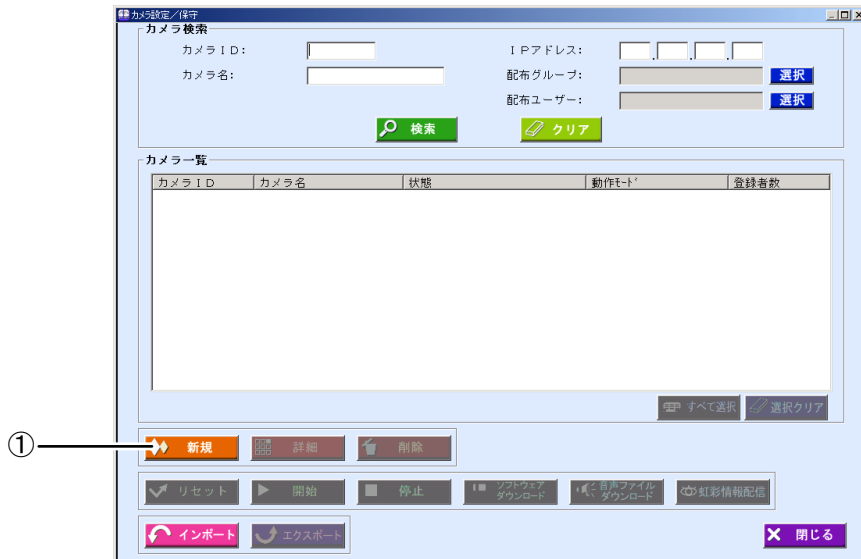 カメラ設定/保守
カメラ検索
カメラID:
IPアドレス:
カメラ名:
配布グループ:
選択
配布ユーザー:
選択
検索
クリア
カメラ一覧
カメラID カメラ名 状態 動作ﾓｰﾄﾞ 登録者数
すべて選択
選択クリア
①
新規
詳細
削除
リセット
開始
停止
ソフトウェア
ダウンロード
音声ファイル
ダウンロード
虹彩情報配信
インポート
エクスポート
閉じる